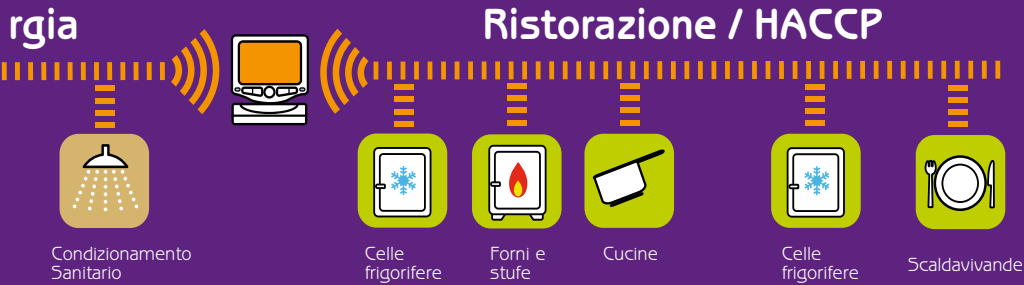 rgia
Ristorazione / HACCP
Condizionamento
Sanitario
Celle
frigorifere
Forni e
stufe
Cucine
Celle
frigorifere
Scaldavivande